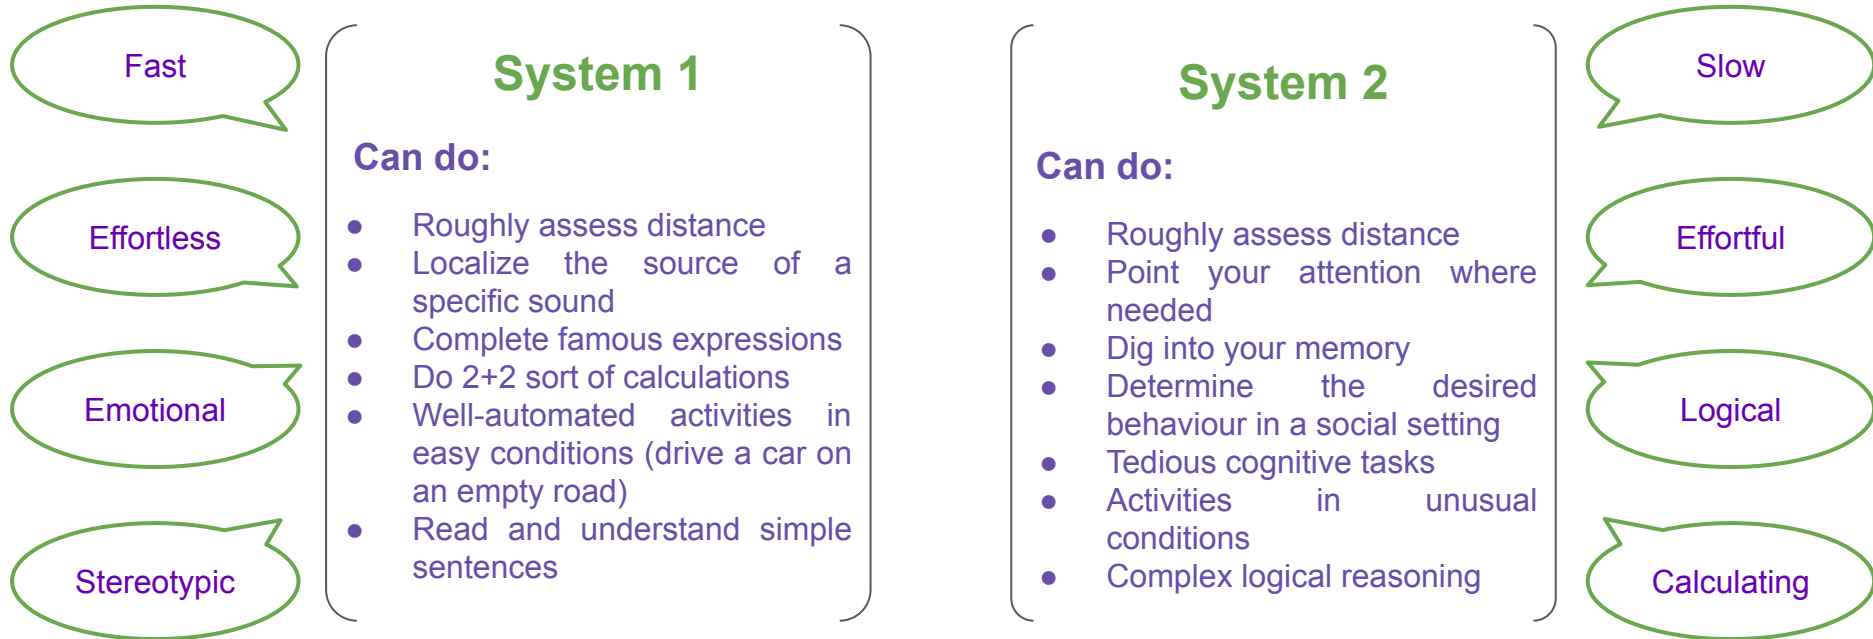 Fast
Effortless
Emotional
Stereotypic
System 1
Can do:
● Roughly assess distance
● Localize the source of a
specific sound
● Complete famous expressions
● Do 2+2 sort of calculations
● Well-automated activities in
easy conditions (drive a car on
an empty road)
● Read and understand simple
sentences
System 2
Can do:
● Roughly assess distance
● Point your attention where
needed
● Dig into your memory
● Determine the desired
behaviour in a social setting
● Tedious cognitive tasks
● Activities in unusual
conditions
● Complex logical reasoning
Slow
Effortful
Logical
Calculating